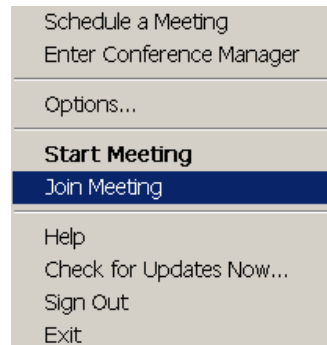 Schedule a Meeting
Enter Conference Manager
Options...
Start Meeting
Join Meeting
Help
Check for Updates Now...
Sign Out
Exit